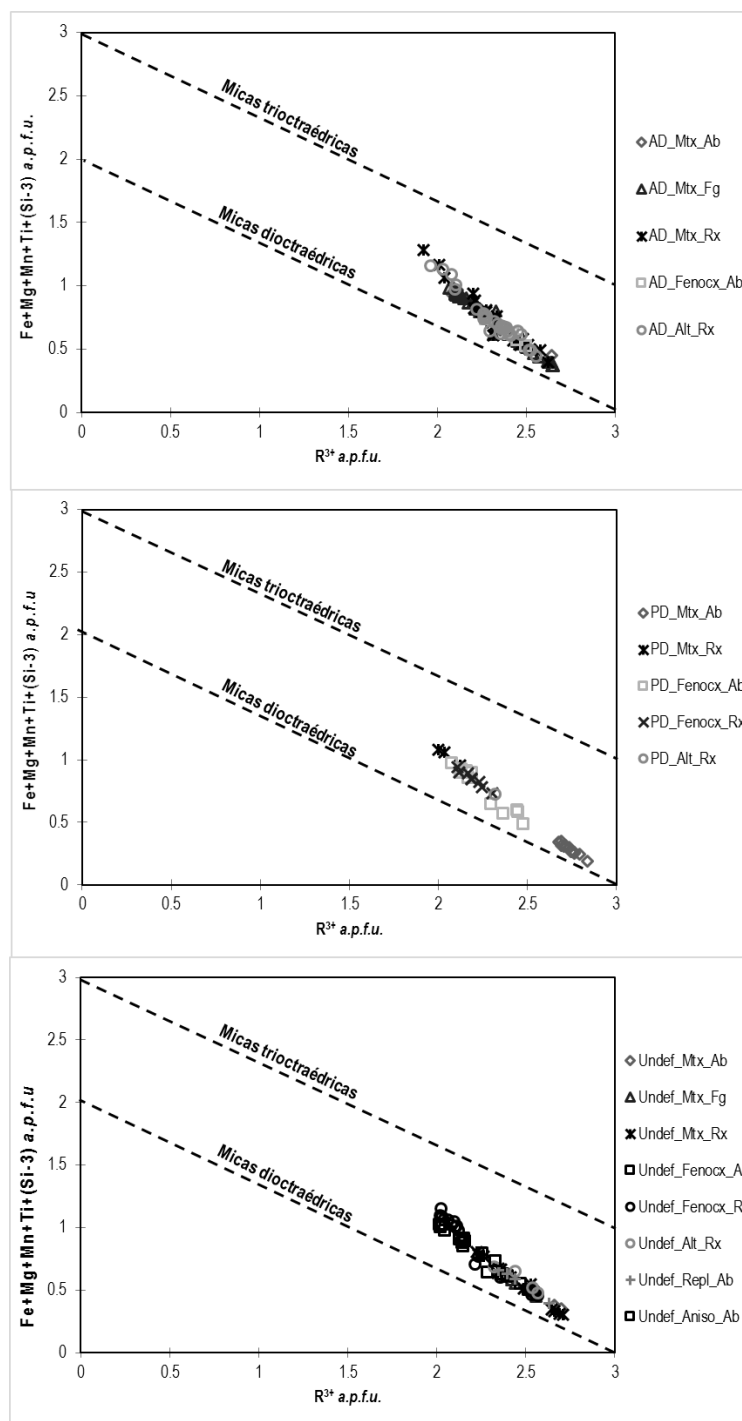 3
2.5
2
1.5
1
0.5
0
0
0.5
1
1.5
2
2.5
3
Fe+Mg+Mn+Ti+(Si-3) a.p.f.u.
R³⁺ a.p.f.u.
Micas trioctraédricas
Micas dioctraédricas
AD_Mtx_Ab
AD_Mtx_Fg
AD_Mtx_Rx
AD_Fenocx_Ab
AD_Alt_Rx
3
2.5
2
1.5
1
0.5
0
0
0.5
1
1.5
2
2.5
3
Fe+Mg+Mn+Ti+(Si-3) a.p.f.u
R³⁺ a.p.f.u.
Micas trioctraédricas
Micas dioctraédricas
PD_Mtx_Ab
PD_Mtx_Rx
PD_Fenocx_Ab
PD_Fenocx_Rx
PD_Alt_Rx
3
2.5
2
1.5
1
0.5
0
0
0.5
1
1.5
2
2.5
3
Fe+Mg+Mn+Ti+(Si-3) a.p.f.u
R³⁺ a.p.f.u.
Micas trioctraédricas
Micas dioctraédricas
Undef_Mtx_Ab
Undef_Mtx_Fg
Undef_Mtx_Rx
Undef_Fenocx_A
Undef_Fenocx_R
Undef_Alt_Rx
Undef_Repl_Ab
Undef_Aniso_Ab